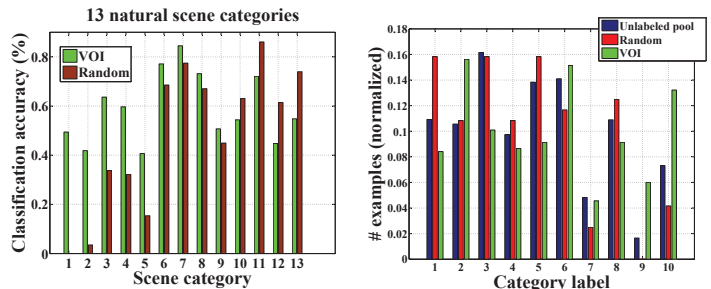 13 natural scene categories
Classification accuracy (%)
0.8
0.6
0.4
0.2
0
VOI
Random
1 2 3 4 5 6 7 8 9 10 11 12 13
Scene category
# examples (normalized)
0.18
0.16
0.14
0.12
0.1
0.08
0.06
0.04
0.02
0
Unlabeled pool
Random
VOI
1 2 3 4 5 6 7 8 9 10
Category label